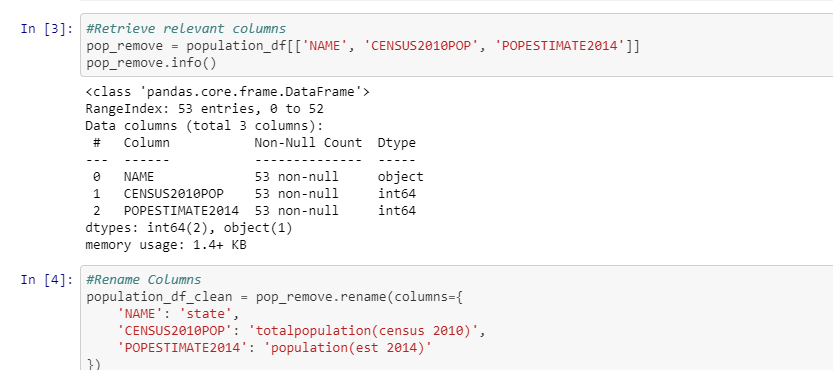 In [3]: #Retrieve relevant columns
pop_remove = population_df[['NAME', 'CENSUS2010POP', 'POPESTIMATE2014']]
pop_remove.info()
<class 'pandas.core.frame.DataFrame'>
RangeIndex: 53 entries, 0 to 52
Data columns (total 3 columns):
 #   Column           Non-Null Count  Dtype
---  ------           --------------  -----
 0   NAME             53 non-null     object
 1   CENSUS2010POP    53 non-null     int64
 2   POPESTIMATE2014  53 non-null     int64
dtypes: int64(2), object(1)
memory usage: 1.4+ KB
In [4]: #Rename Columns
population_df_clean = pop_remove.rename(columns={
    'NAME': 'state',
    'CENSUS2010POP': 'totalpopulation(census 2010)',
    'POPESTIMATE2014': 'population(est 2014)'
})